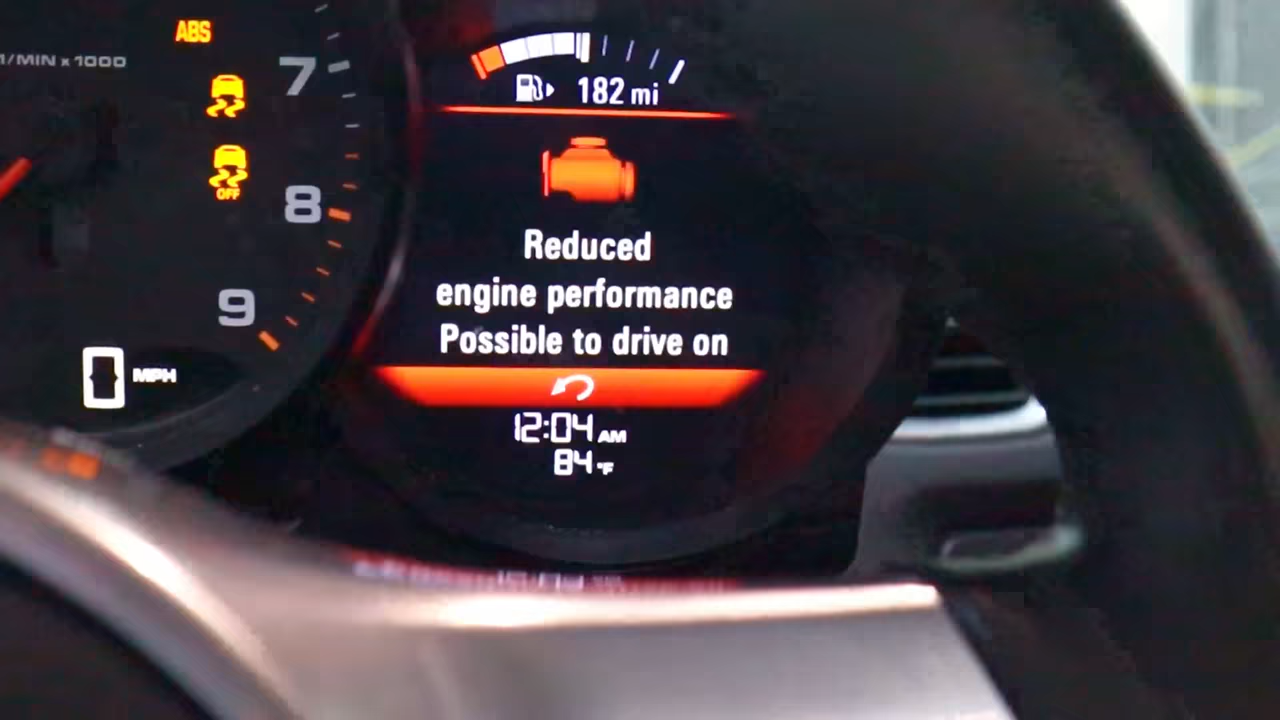 ABS
/MIN x 1000
7
OFF
8
9
0 MPH
182 mi
Reduced
engine performance
Possible to drive on
12:04 AM
84°F